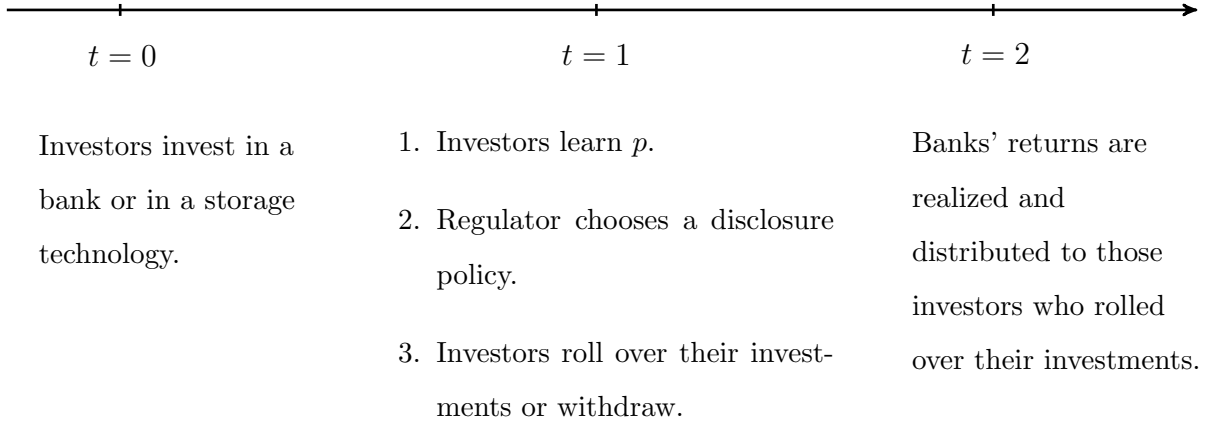 t = 0
t = 1
t = 2
Investors invest in a
bank or in a storage
technology.
1. Investors learn p.
2. Regulator chooses a disclosure
policy.
3. Investors roll over their invest-
ments or withdraw.
Banks' returns are
realized and
distributed to those
investors who rolled
over their investments.